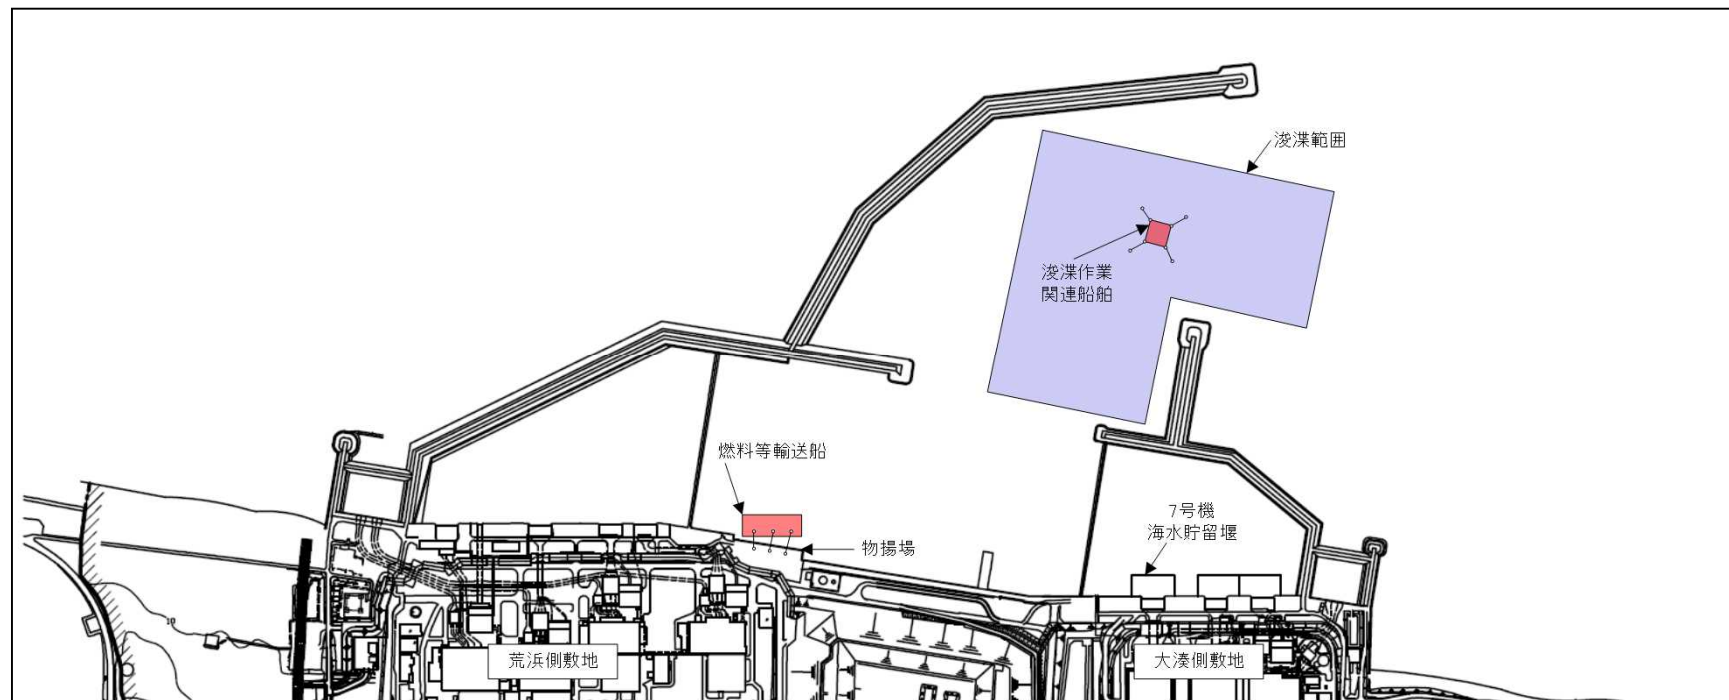 浚渫範囲
浚渫作業
関連船舶
燃料等輸送船
7号機
海水貯留堰
物揚場
荒浜側敷地
大湊側敷地